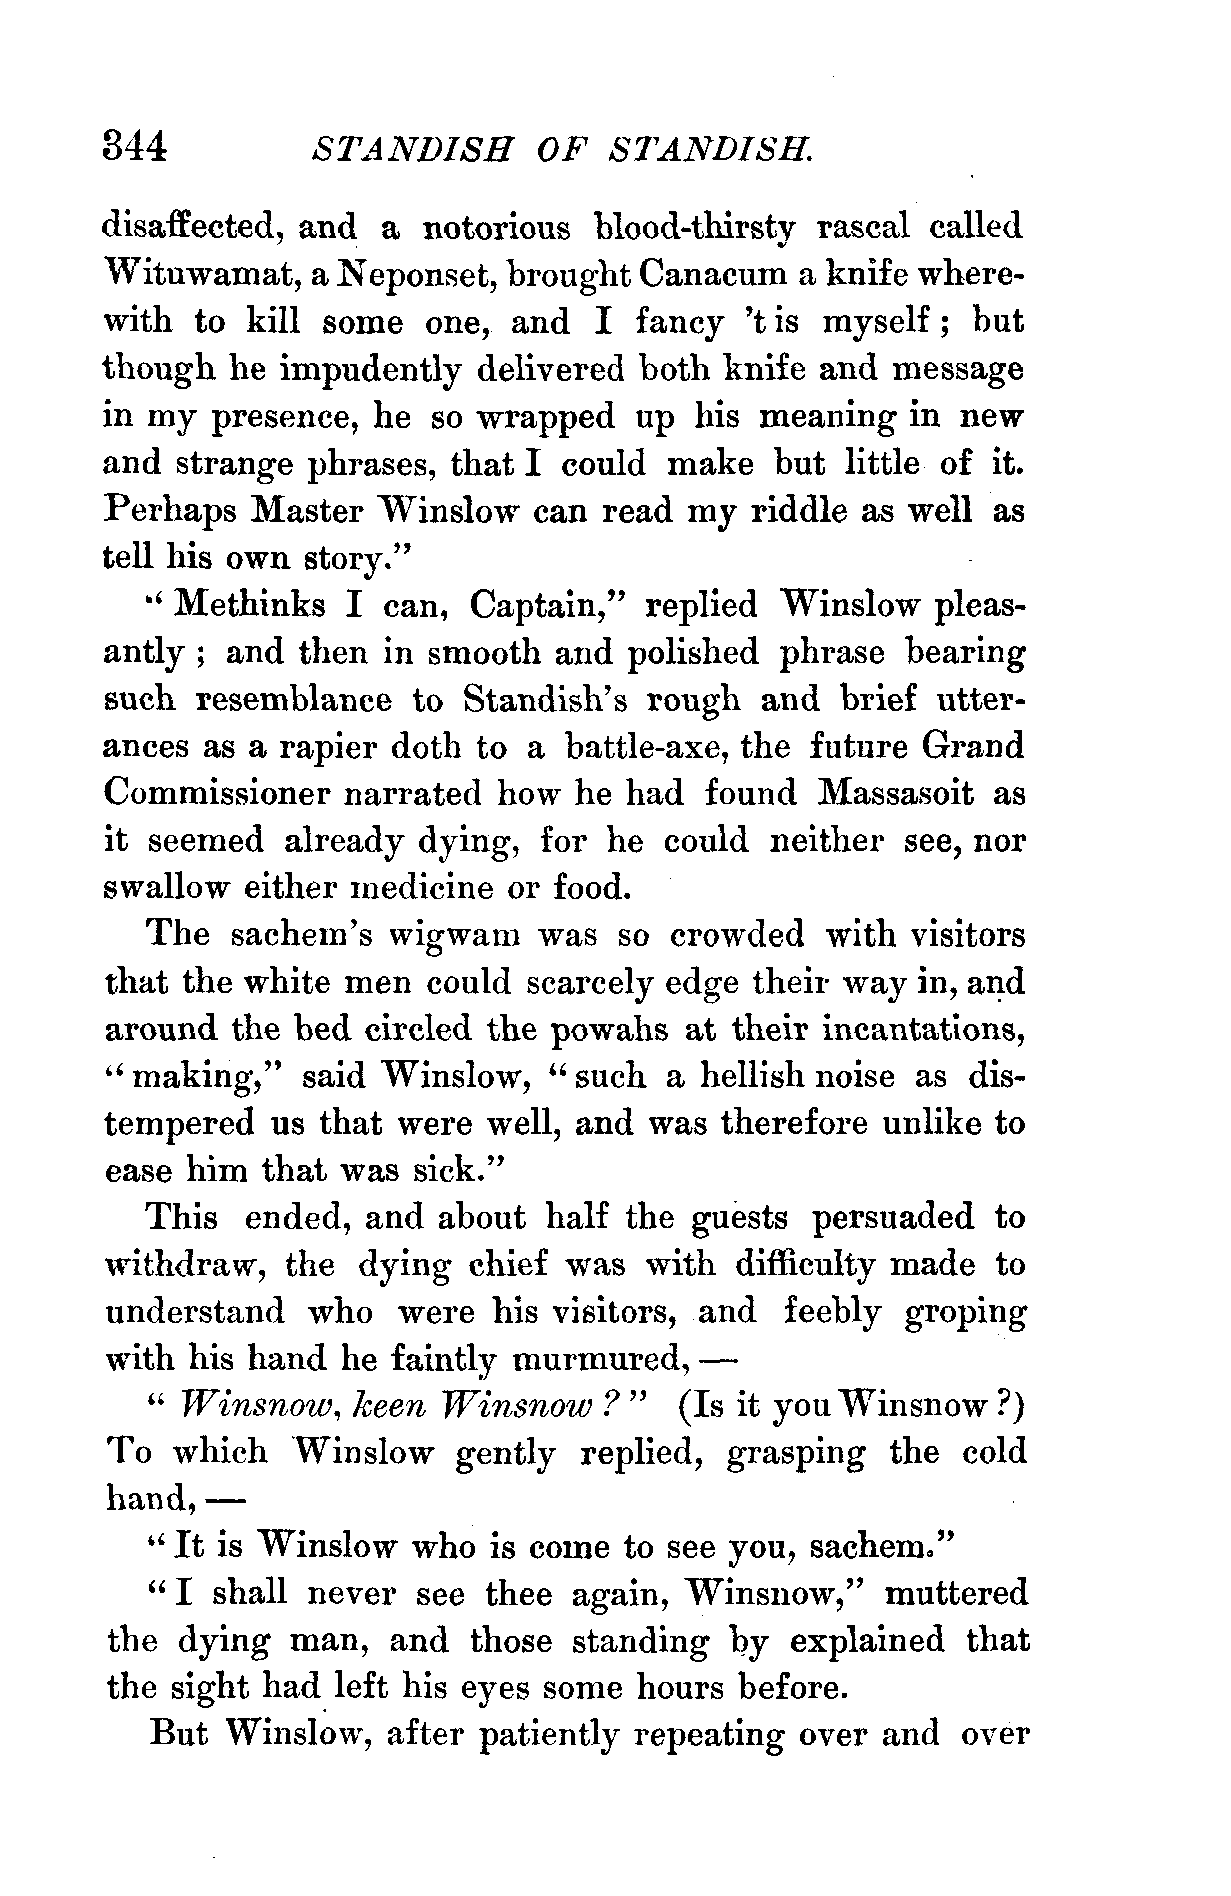 344 STANDISH OF STANDISH.
disaffected, and a notorious blood-thirsty rascal called
Wituwamat, a Neponset, brought Canacum a knife where-
with to kill some one, and I fancy 't is myself; but
though he impudently delivered both knife and message
in my presence, he so wrapped up his meaning in new
and strange phrases, that I could make but little of it.
Perhaps Master Winslow can read my riddle as well as
tell his own story."
"Methinks I can, Captain," replied Winslow pleas-
antly; and then in smooth and polished phrase bearing
such resemblance to Standish's rough and brief utter-
ances as a rapier doth to a battle-axe, the future Grand
Commissioner narrated how he had found Massasoit as
it seemed already dying, for he could neither see, nor
swallow either medicine or food.
The sachem's wigwam was so crowded with visitors
that the white men could scarcely edge their way in, and
around the bed circled the powahs at their incantations,
"making," said Winslow, "such a hellish noise as dis-
tempered us that were well, and was therefore unlike to
ease him that was sick."
This ended, and about half the guests persuaded to
withdraw, the dying chief was with difficulty made to
understand who were his visitors, and feebly groping
with his hand he faintly murmured, —
"Winsnow, keen Winsnow?" (Is it you Winsnow?)
To which Winslow gently replied, grasping the cold
hand, —
"It is Winslow who is come to see you, sachem."
"I shall never see thee again, Winsnow," muttered
the dying man, and those standing by explained that
the sight had left his eyes some hours before.
But Winslow, after patiently repeating over and over